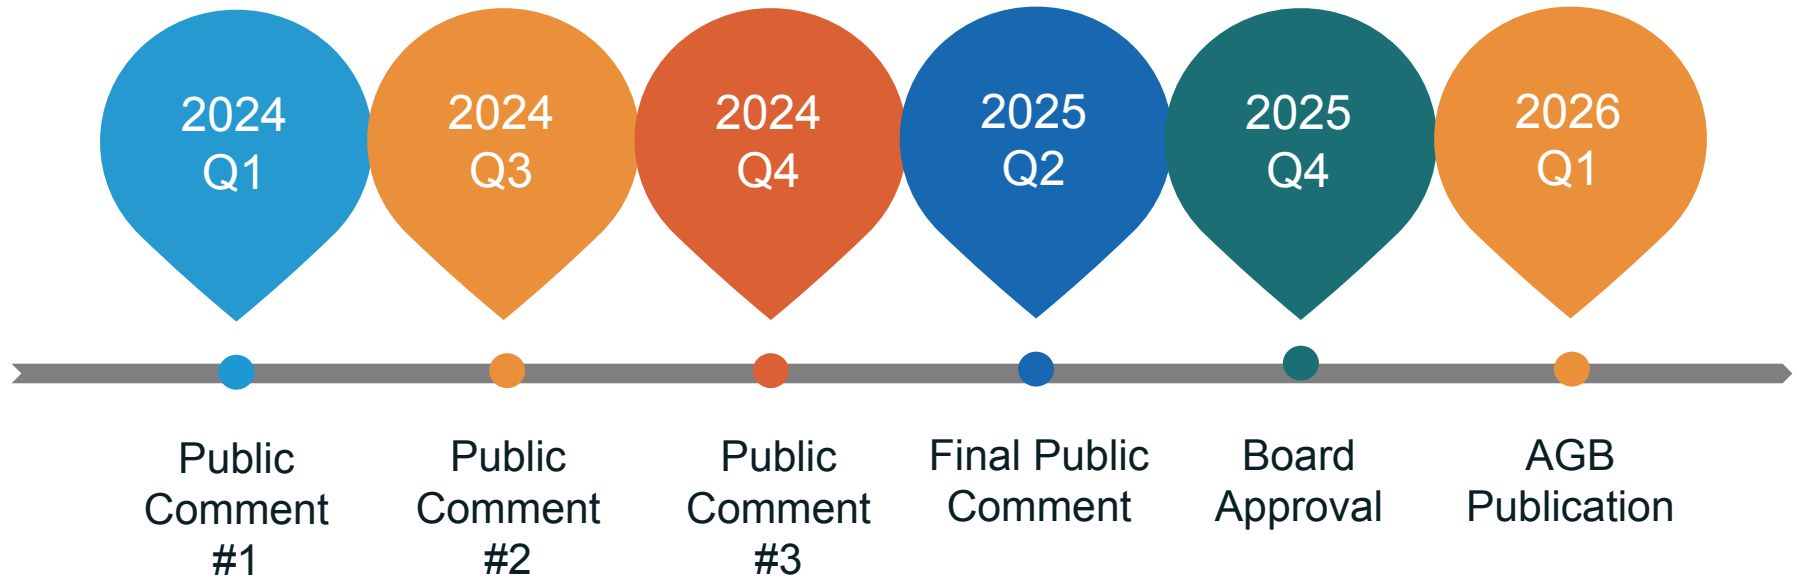 2024
Q1
2024
Q3
2024
Q4
2025
Q2
2025
Q4
2026
Q1
Public
Comment
#1
Public
Comment
#2
Public
Comment
#3
Final Public
Comment
Board
Approval
AGB
Publication